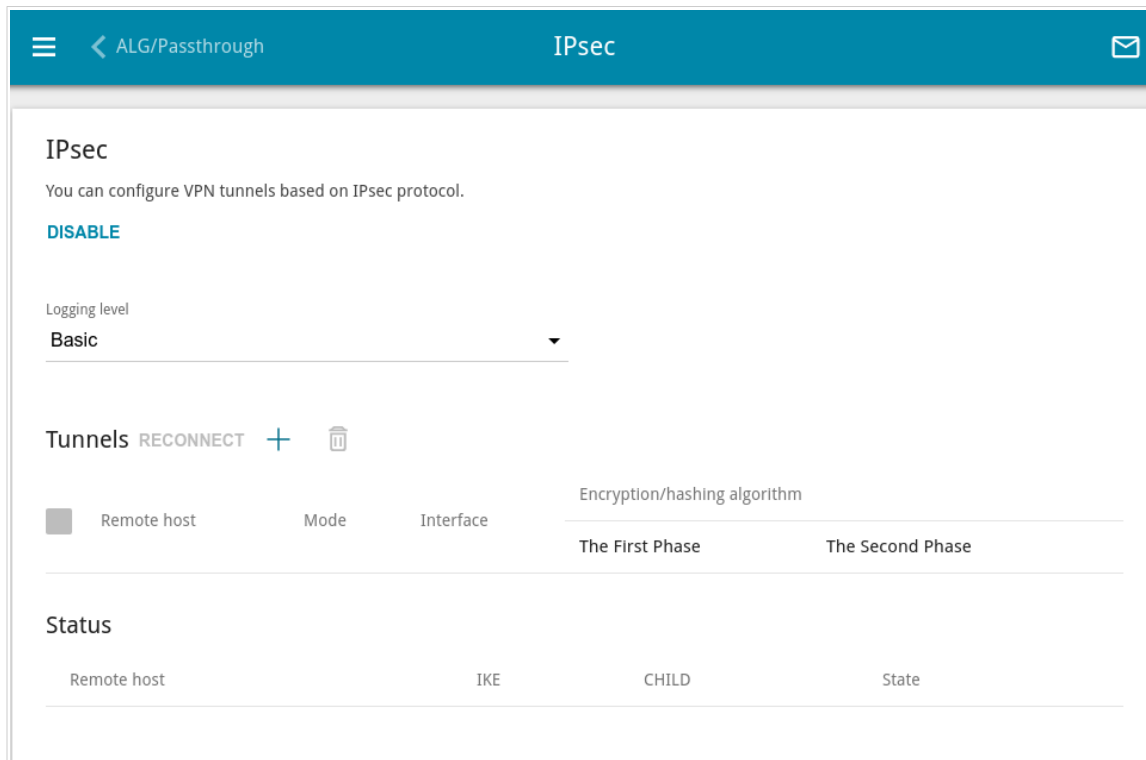 ALG/Passthrough
IPsec
IPsec
You can configure VPN tunnels based on IPsec protocol.
DISABLE
Logging level
Basic
Tunnels RECONNECT
Remote host Mode Interface Encryption/hashing algorithm
The First Phase The Second Phase
Status
Remote host IKE CHILD State